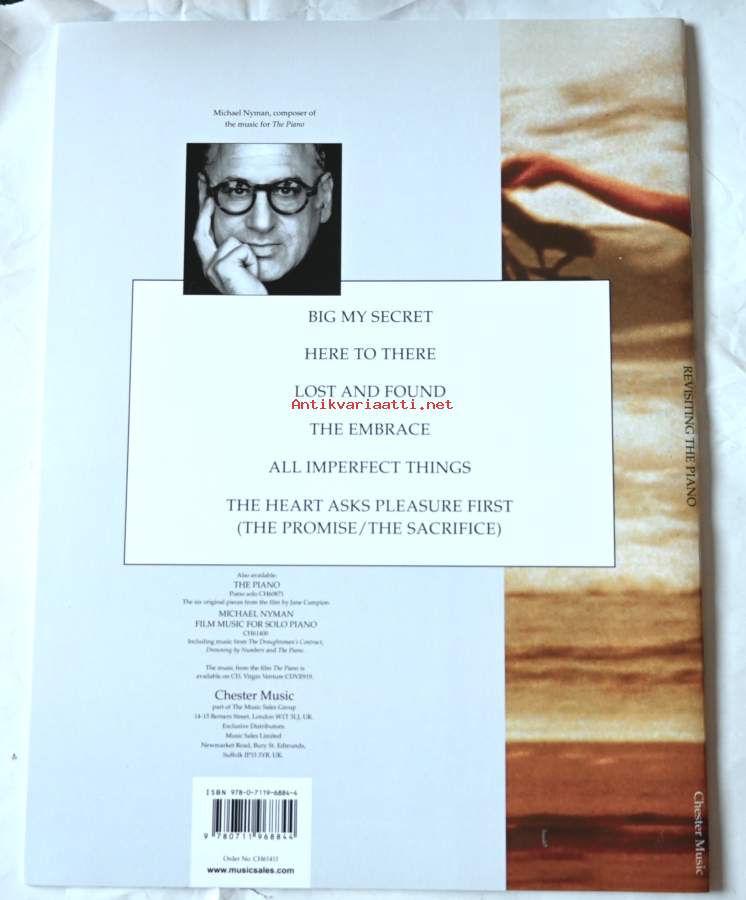 Michael Nyman, composer of
the music for The Piano
BIG MY SECRET
HERE TO THERE
LOST AND FOUND
Antikvariaatti.net
THE EMBRACE
ALL IMPERFECT THINGS
THE HEART ASKS PLEASURE FIRST
(THE PROMISE/THE SACRIFICE)
Also available:
THE PIANO
Piano solo CH60871
The six original pieces from the film by Jane Campion.
MICHAEL NYMAN
FILM MUSIC FOR SOLO PIANO
CH61400
Including music from The Draughtsman's Contract,
Drowning by Numbers and The Piano.
The music from the film The Piano is
available on CD, Virgin Venture CDVE919.
Chester Music
part of The Music Sales Group
14-15 Berners Street, London W1T 3LJ, UK.
Exclusive Distributors:
Music Sales Limited
Newmarket Road, Bury St. Edmunds,
Suffolk IP33 3YB, UK.
ISBN 978-0-7119-6884-4
9 780711 968844
Order No. CH61411
www.musicsales.com
REVISITING THE PIANO
Chester Music